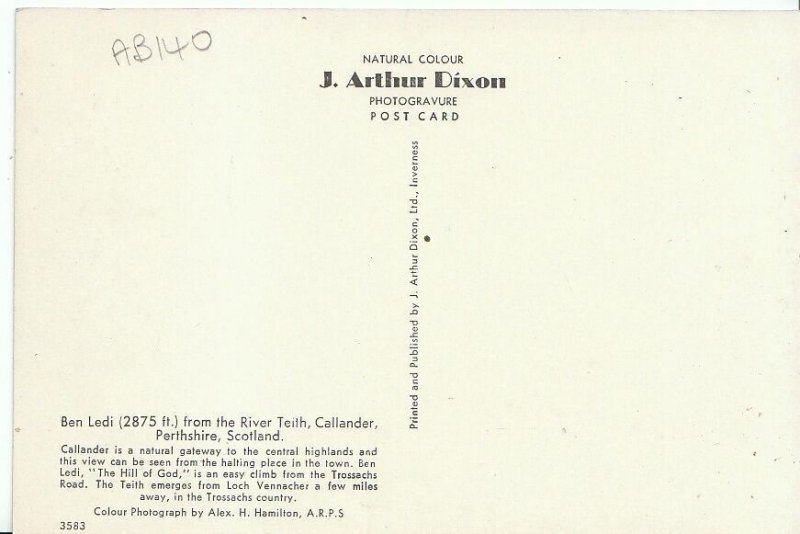 AB140
NATURAL COLOUR
J. Arthur Dixon
PHOTOGRAVURE
POST CARD
Printed and Published by J. Arthur Dixon, Ltd., Inverness
Ben Ledi (2875 ft.) from the River Teith, Callander,
Perthshire, Scotland.
Callander is a natural gateway to the central highlands and
this view can be seen from the halting place in the town. Ben
Ledi, "The Hill of God," is an easy climb from the Trossachs
Road. The Teith emerges from Loch Vennacher a few miles
away, in the Trossachs country.
Colour Photograph by Alex. H. Hamilton, A.R.P.S
3583